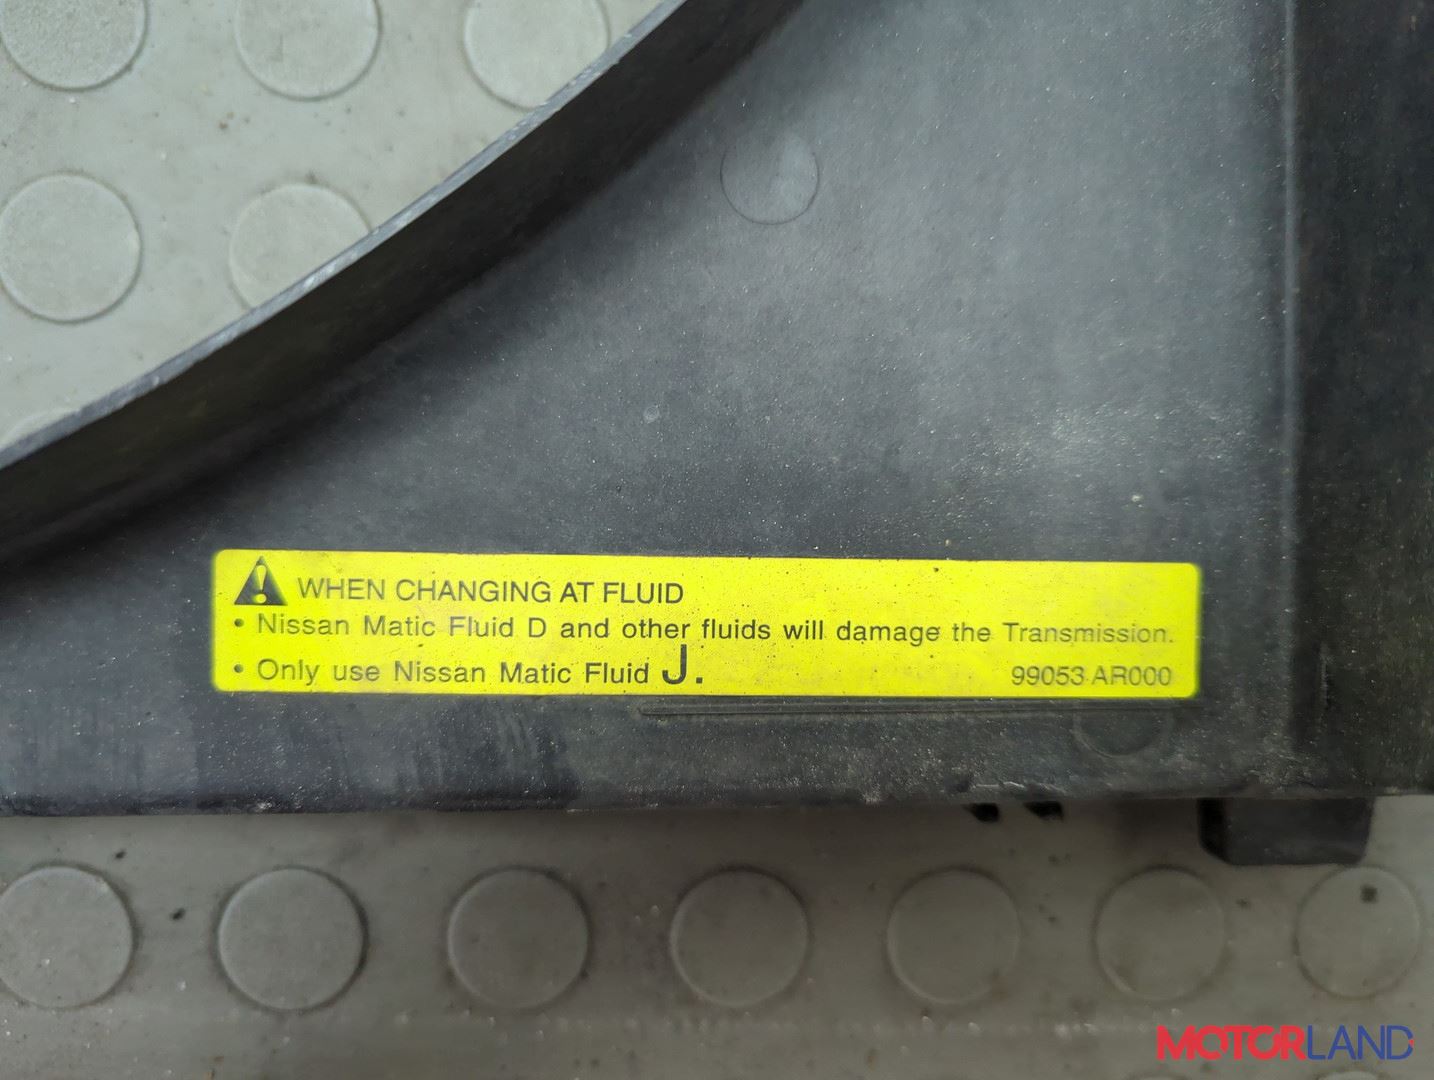 WHEN CHANGING AT FLUID
• Nissan Matic Fluid D and other fluids will damage the Transmission.
• Only use Nissan Matic Fluid J. 99053 AR000
MOTORLAND